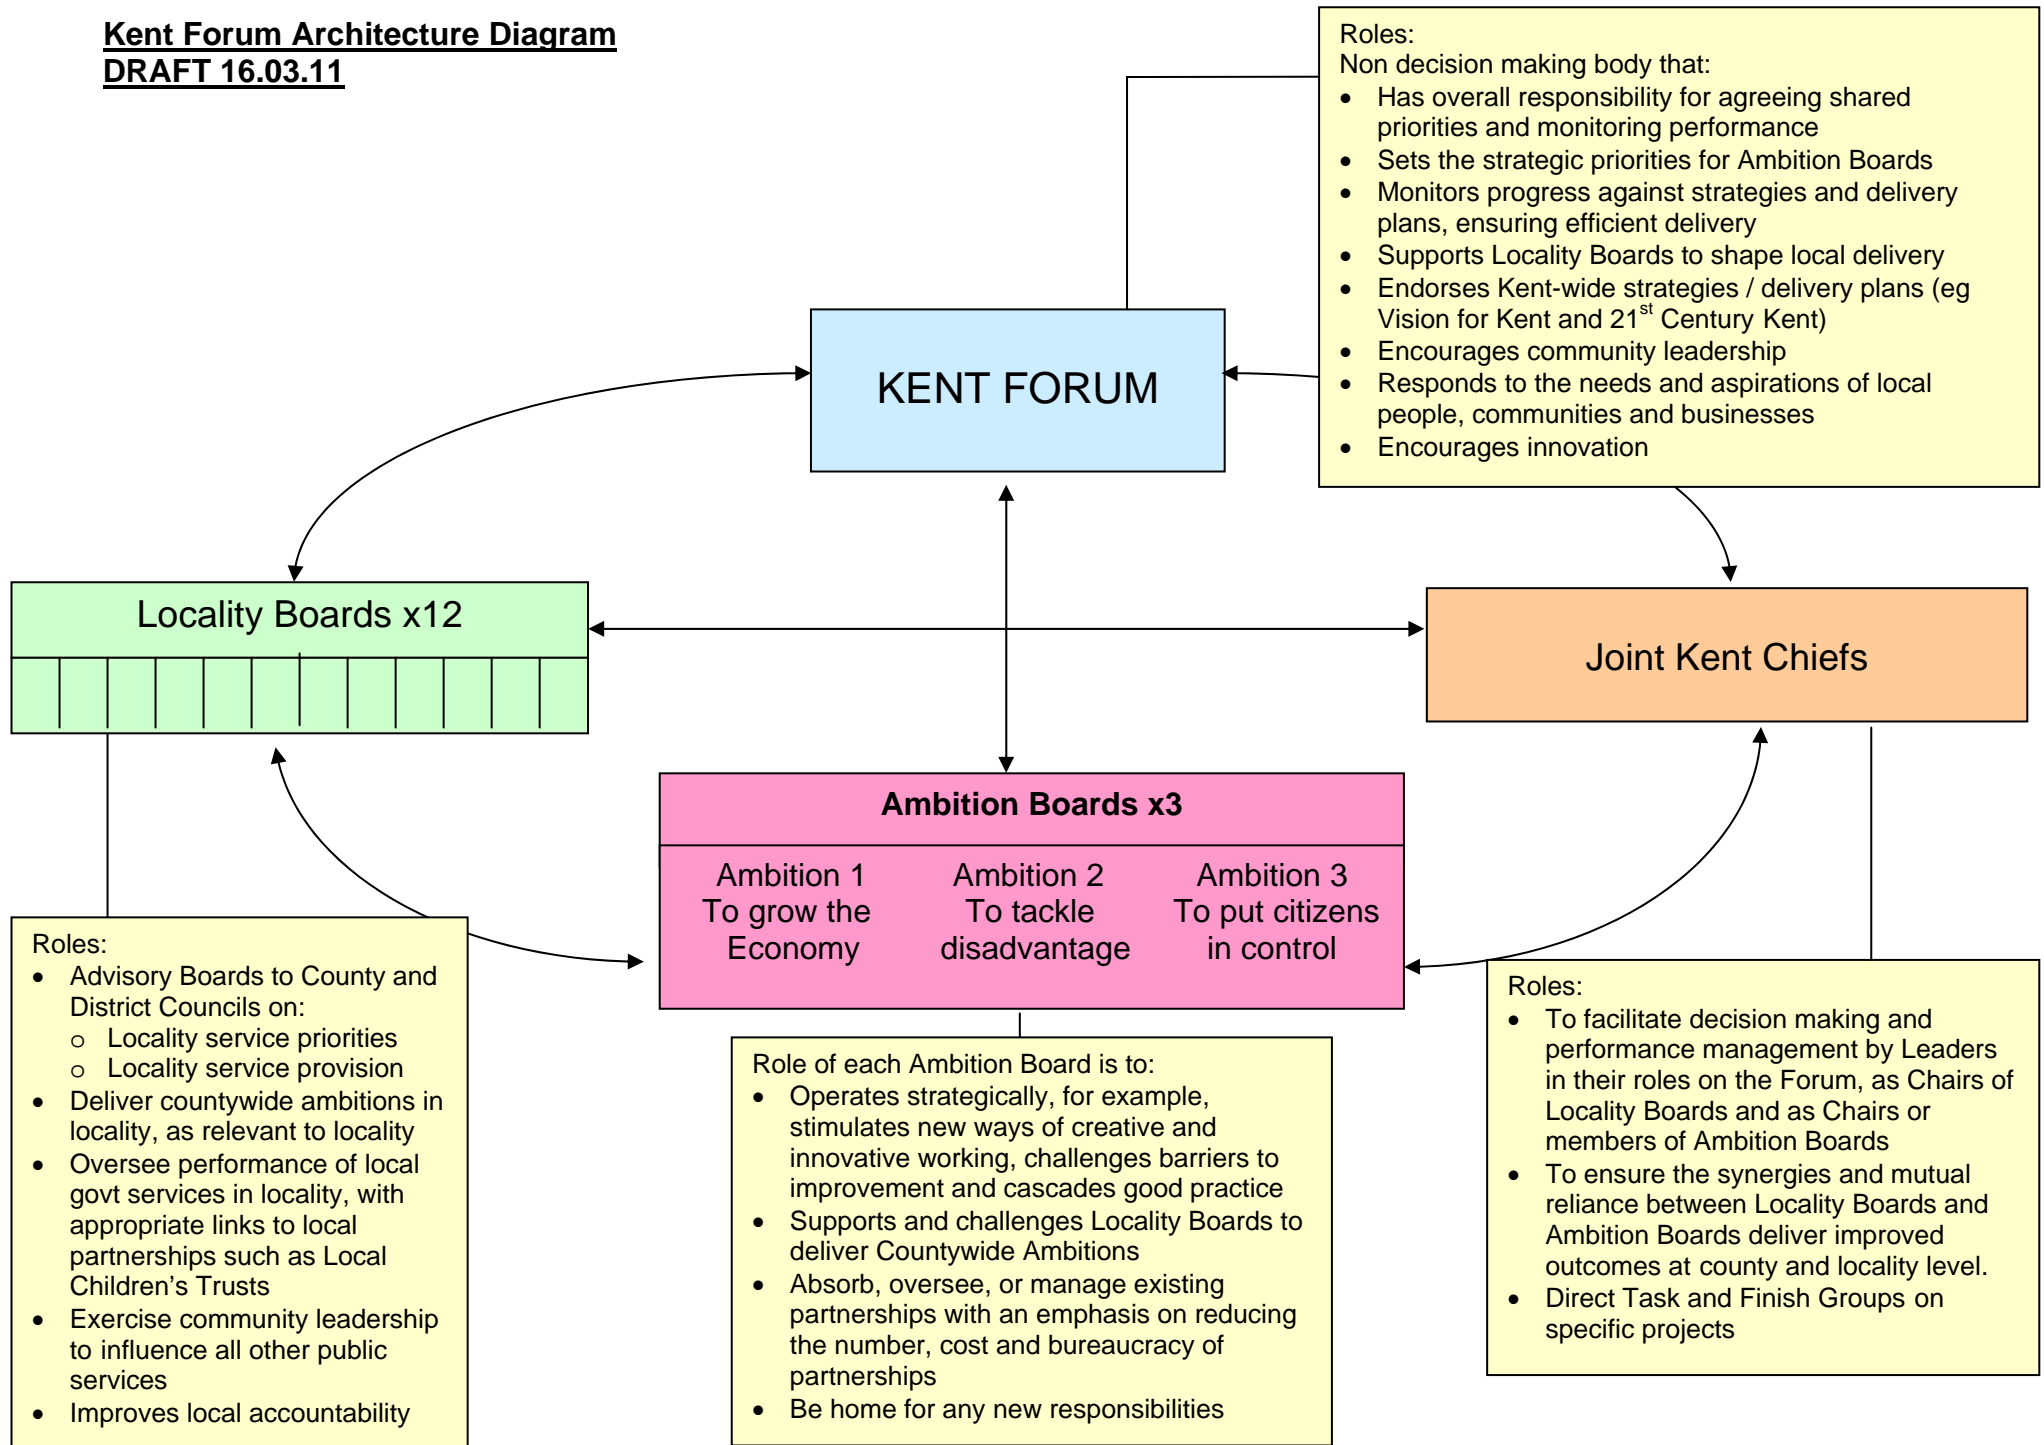 Kent Forum Architecture Diagram
DRAFT 16.03.11
Roles:
Non decision making body that:
• Has overall responsibility for agreeing shared
priorities and monitoring performance
• Sets the strategic priorities for Ambition Boards
• Monitors progress against strategies and delivery
plans, ensuring efficient delivery
• Supports Locality Boards to shape local delivery
• Endorses Kent-wide strategies / delivery plans (eg
Vision for Kent and 21st Century Kent)
• Encourages community leadership
• Responds to the needs and aspirations of local
people, communities and businesses
• Encourages innovation
KENT FORUM
Locality Boards x12
Joint Kent Chiefs
Ambition Boards x3
Ambition 1
To grow the
Economy
Ambition 2
To tackle
disadvantage
Ambition 3
To put citizens
in control
Roles:
• Advisory Boards to County and
District Councils on:
o Locality service priorities
o Locality service provision
• Deliver countywide ambitions in
locality, as relevant to locality
• Oversee performance of local
govt services in locality, with
appropriate links to local
partnerships such as Local
Children’s Trusts
• Exercise community leadership
to influence all other public
services
• Improves local accountability
Role of each Ambition Board is to:
• Operates strategically, for example,
stimulates new ways of creative and
innovative working, challenges barriers to
improvement and cascades good practice
• Supports and challenges Locality Boards to
deliver Countywide Ambitions
• Absorb, oversee, or manage existing
partnerships with an emphasis on reducing
the number, cost and bureaucracy of
partnerships
• Be home for any new responsibilities
Roles:
• To facilitate decision making and
performance management by Leaders
in their roles on the Forum, as Chairs of
Locality Boards and as Chairs or
members of Ambition Boards
• To ensure the synergies and mutual
reliance between Locality Boards and
Ambition Boards deliver improved
outcomes at county and locality level.
• Direct Task and Finish Groups on
specific projects